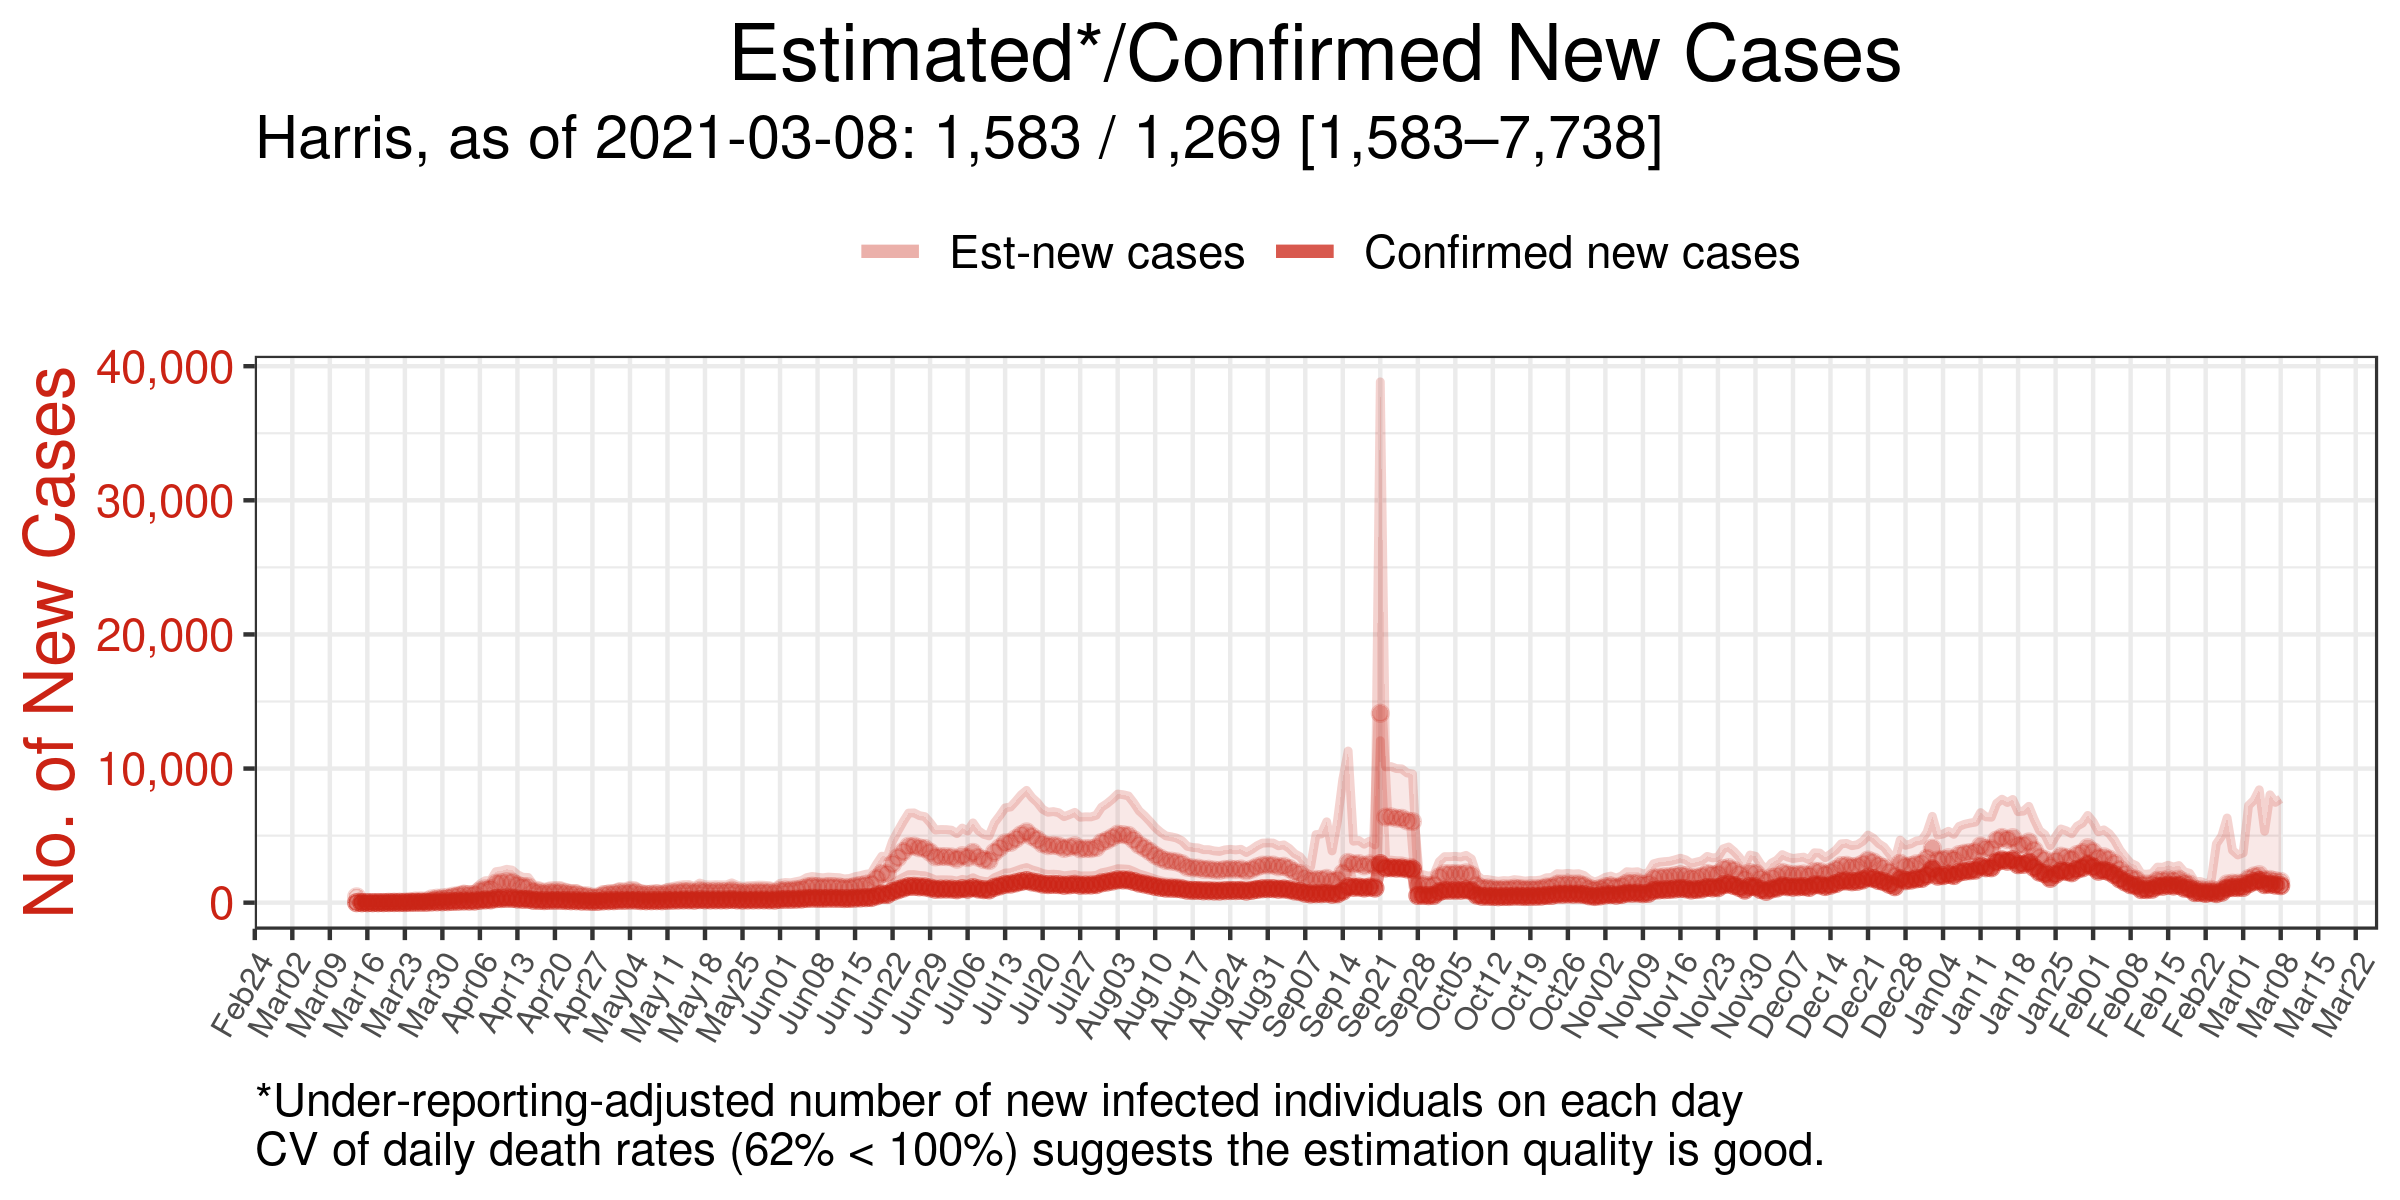 Estimated*/Confirmed New Cases
Harris, as of 2021-03-08: 1,583 / 1,269 [1,583–7,738]
Est-new cases
Confirmed new cases
No. of New Cases
40,000
30,000
20,000
10,000
0
Feb24
Mar02
Mar09
Mar16
Mar23
Mar30
Apr06
Apr13
Apr20
Apr27
May04
May11
May18
May25
Jun01
Jun08
Jun15
Jun22
Jun29
Jul06
Jul13
Jul20
Jul27
Aug03
Aug10
Aug17
Aug24
Aug31
Sep07
Sep14
Sep21
Sep28
Oct05
Oct12
Oct19
Oct26
Nov02
Nov09
Nov16
Nov23
Nov30
Dec07
Dec14
Dec21
Dec28
Jan04
Jan11
Jan18
Jan25
Feb01
Feb08
Feb15
Feb22
Mar01
Mar08
Mar15
Mar22
*Under-reporting-adjusted number of new infected individuals on each day
CV of daily death rates (62% < 100%) suggests the estimation quality is good.